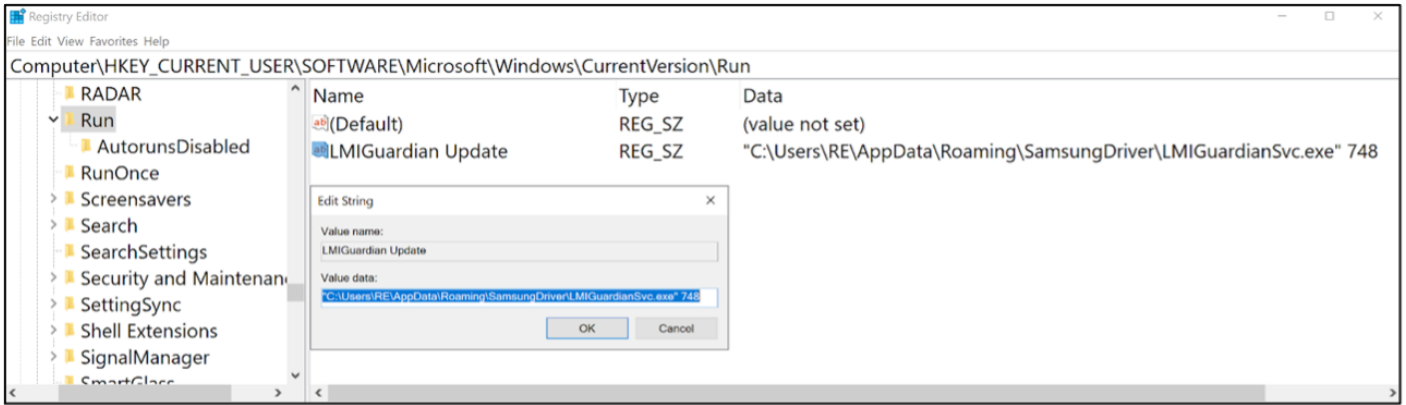 Registry Editor
File Edit View Favorites Help
Computer\HKEY_CURRENT_USER\SOFTWARE\Microsoft\Windows\CurrentVersion\Run
RADAR
Run
AutorunsDisabled
RunOnce
Screensavers
Search
SearchSettings
Security and Maintenan
SettingSync
Shell Extensions
SignalManager
SmartGlass
Name Type Data
ab (Default) REG_SZ (value not set)
ab LMIGuardian Update REG_SZ "C:\Users\RE\AppData\Roaming\SamsungDriver\LMIGuardianSvc.exe" 748
Edit String
Value name:
LMIGuardian Update
Value data:
"C:\Users\RE\AppData\Roaming\SamsungDriver\LMIGuardianSvc.exe" 748
OK Cancel